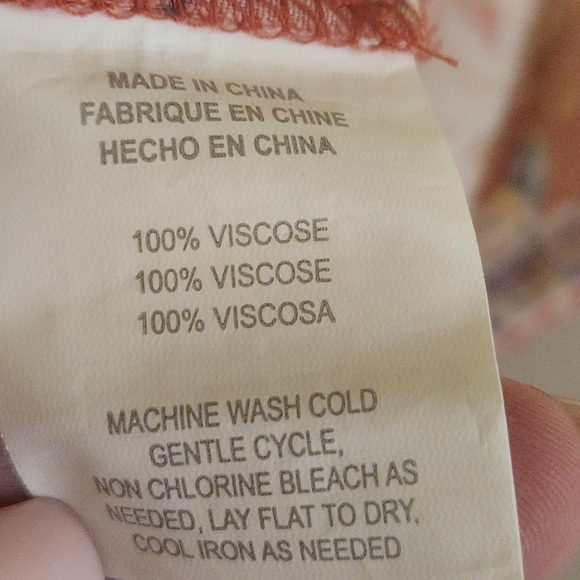 MADE IN CHINA
FABRIQUE EN CHINE
HECHO EN CHINA
100% VISCOSE
100% VISCOSE
100% VISCOSA
MACHINE WASH COLD
GENTLE CYCLE,
NON CHLORINE BLEACH AS
NEEDED, LAY FLAT TO DRY,
COOL IRON AS NEEDED